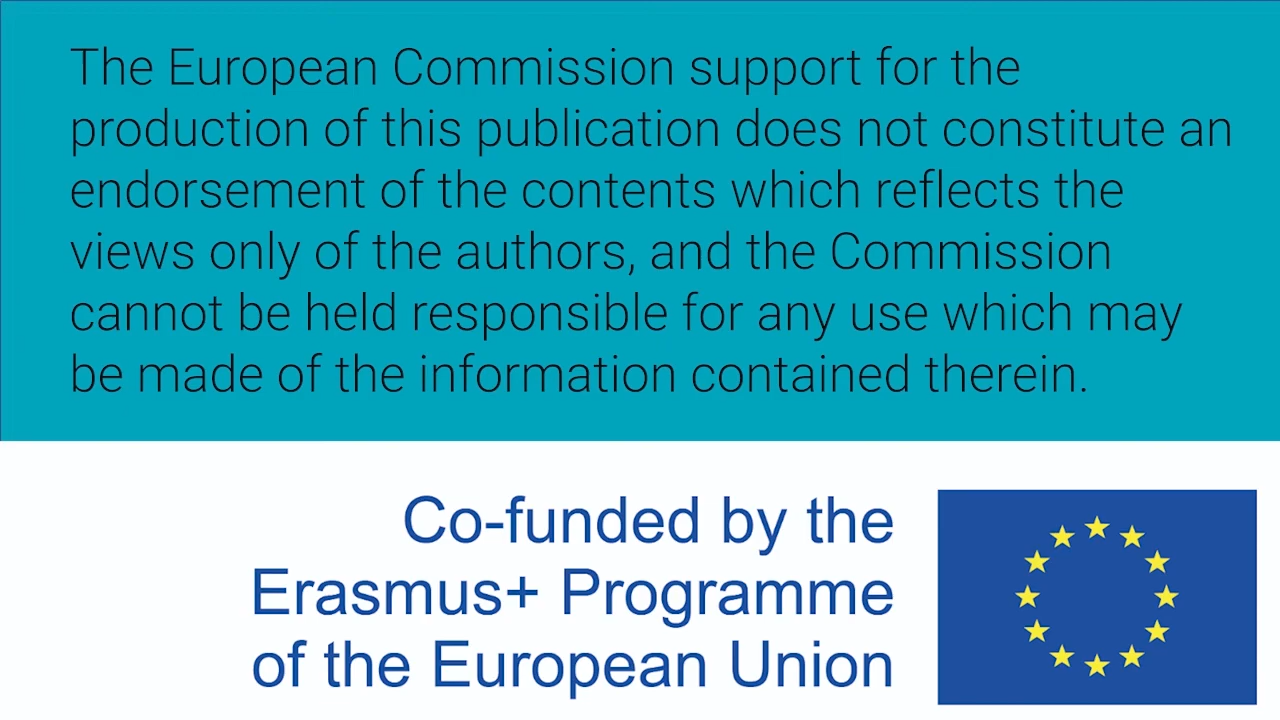 The European Commission support for the
production of this publication does not constitute an
endorsement of the contents which reflects the
views only of the authors, and the Commission
cannot be held responsible for any use which may
be made of the information contained therein.
Co-funded by the
Erasmus+ Programme
of the European Union